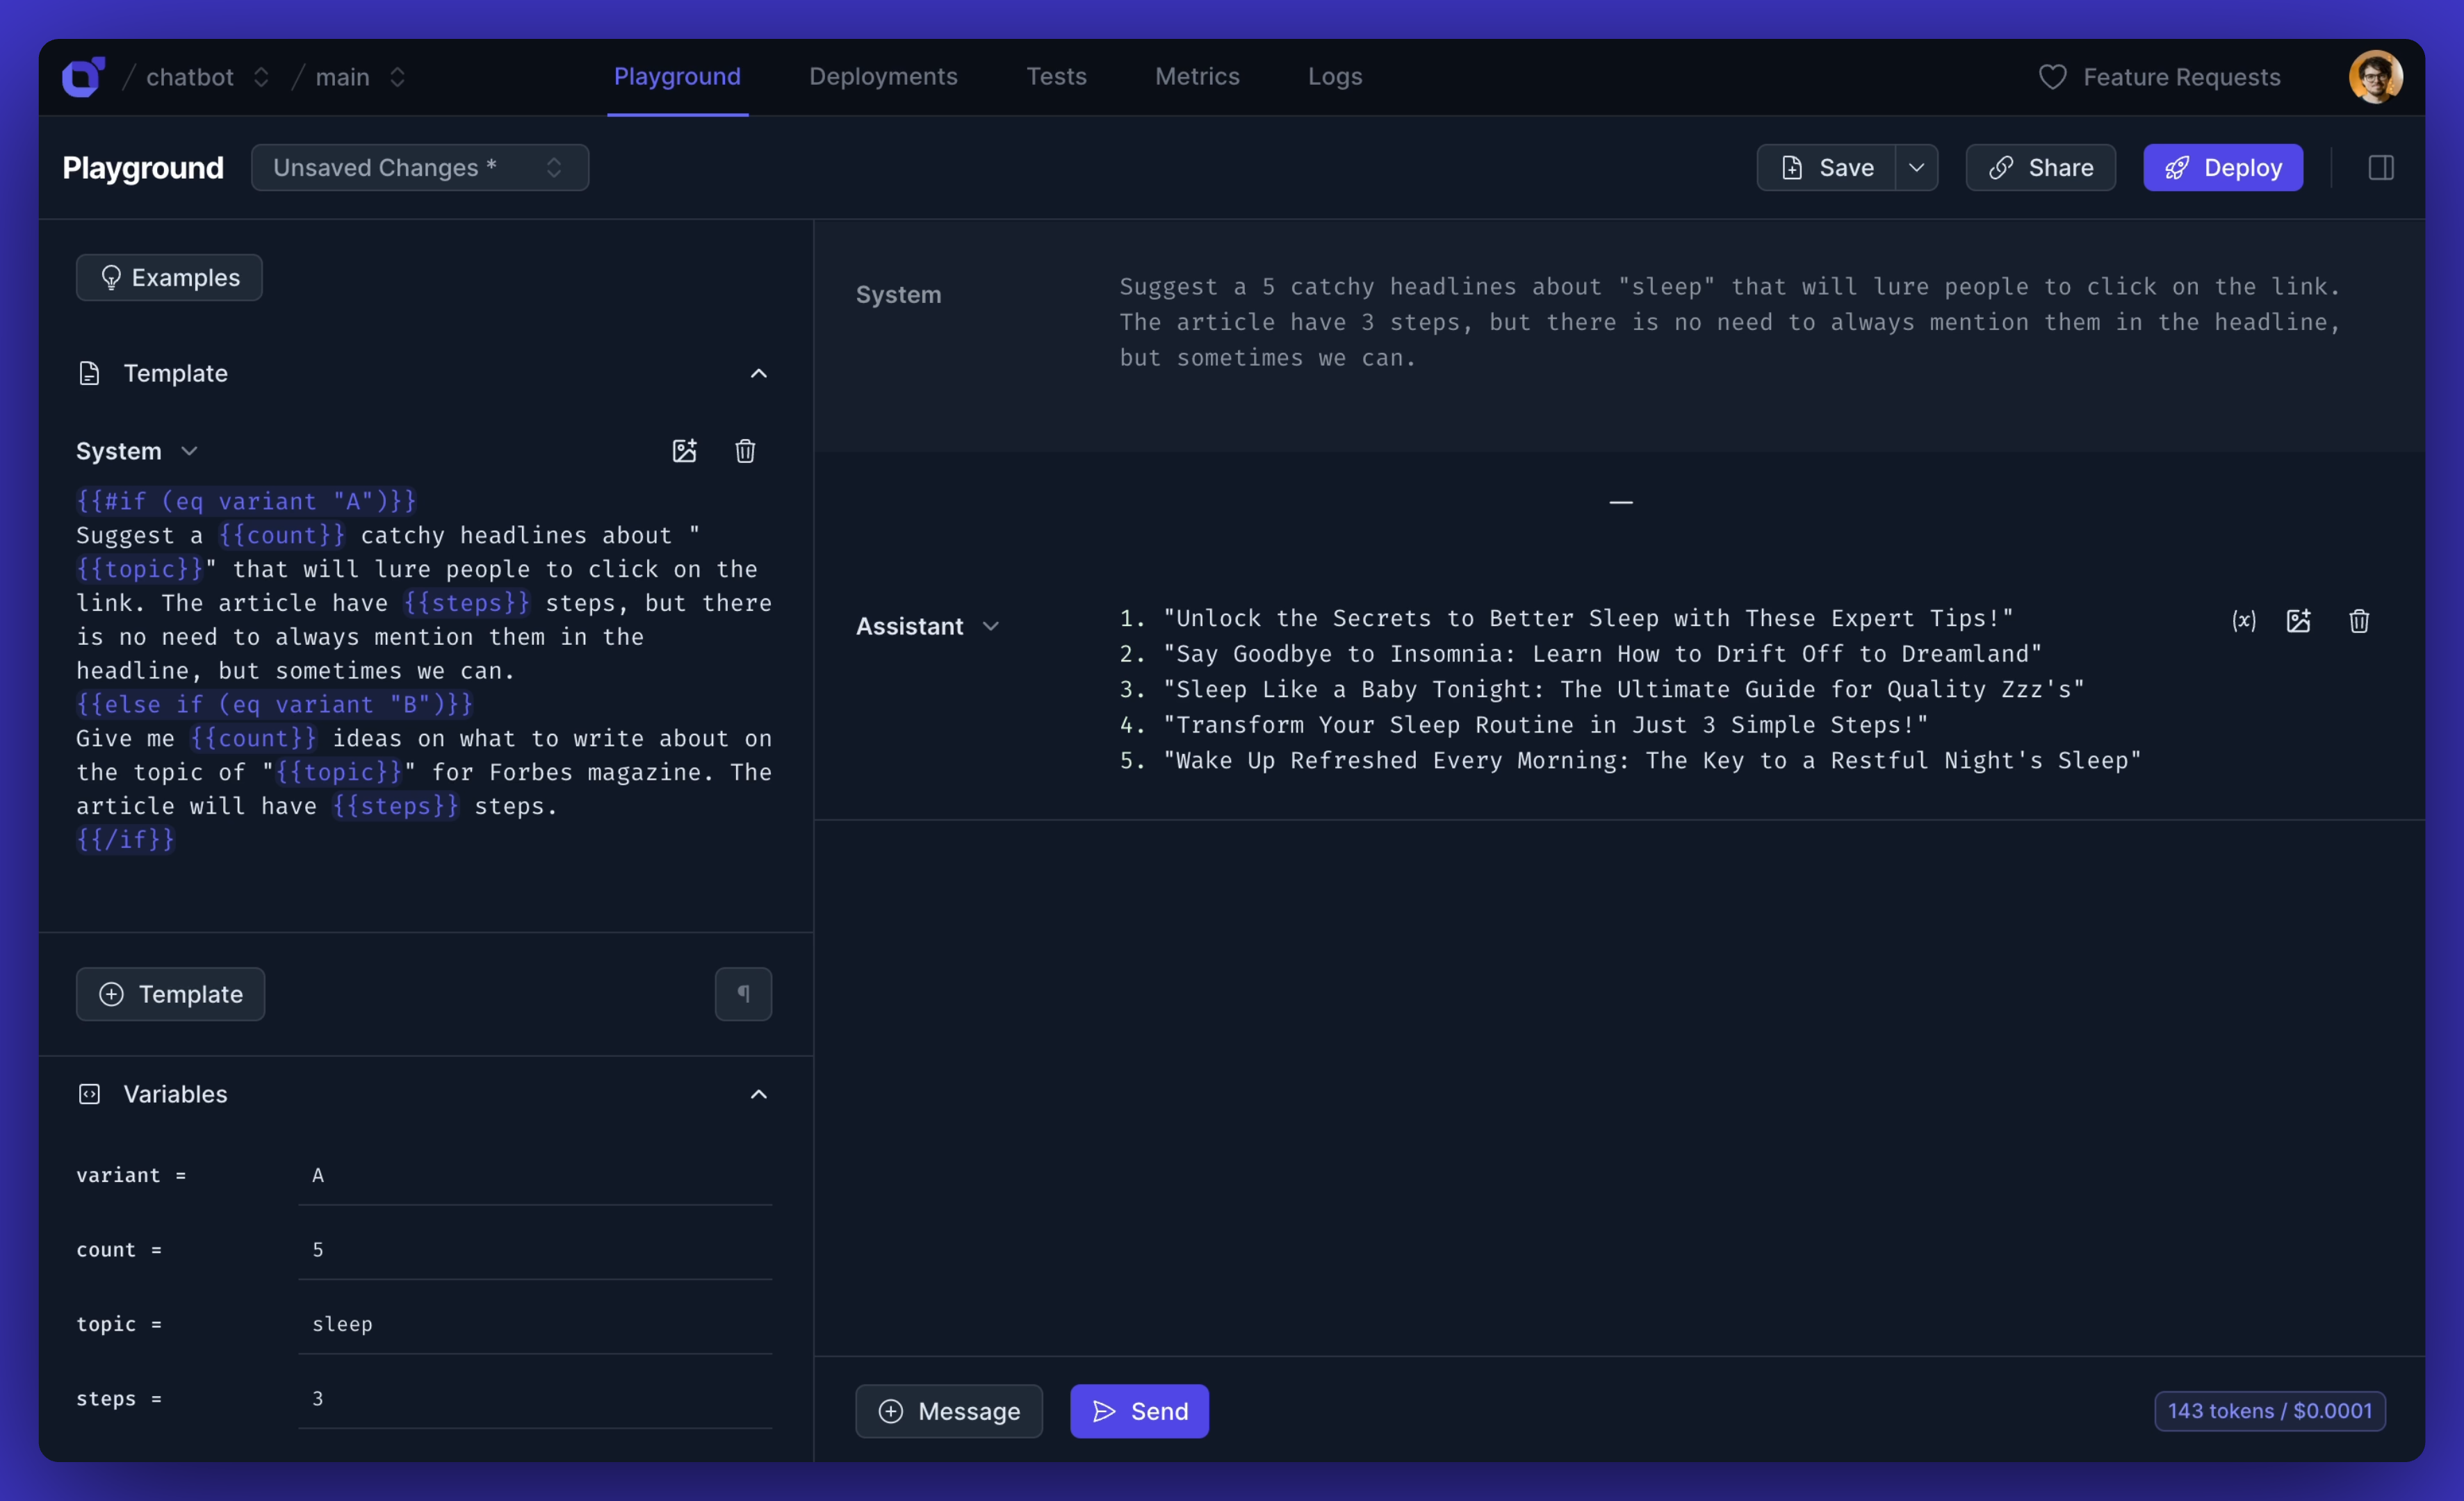 / chatbot / main
Playground Deployments Tests Metrics Logs
Feature Requests
Playground
Unsaved Changes *
Save
Share
Deploy
Examples
Template
System
{{#if (eq variant "A")}}
Suggest a {{count}} catchy headlines about "
{{topic}}" that will lure people to click on the
link. The article have {{steps}} steps, but there
is no need to always mention them in the
headline, but sometimes we can.
{{else if (eq variant "B")}}
Give me {{count}} ideas on what to write about on
the topic of "{{topic}}" for Forbes magazine. The
article will have {{steps}} steps.
{{/if}}
Template
¶
Variables
variant = A
count = 5
topic = sleep
steps = 3
System
Suggest a 5 catchy headlines about "sleep" that will lure people to click on the link.
The article have 3 steps, but there is no need to always mention them in the headline,
but sometimes we can.
Assistant
(x)
1. "Unlock the Secrets to Better Sleep with These Expert Tips!"
2. "Say Goodbye to Insomnia: Learn How to Drift Off to Dreamland"
3. "Sleep Like a Baby Tonight: The Ultimate Guide for Quality Zzz's"
4. "Transform Your Sleep Routine in Just 3 Simple Steps!"
5. "Wake Up Refreshed Every Morning: The Key to a Restful Night's Sleep"
Message
Send
143 tokens / $0.0001